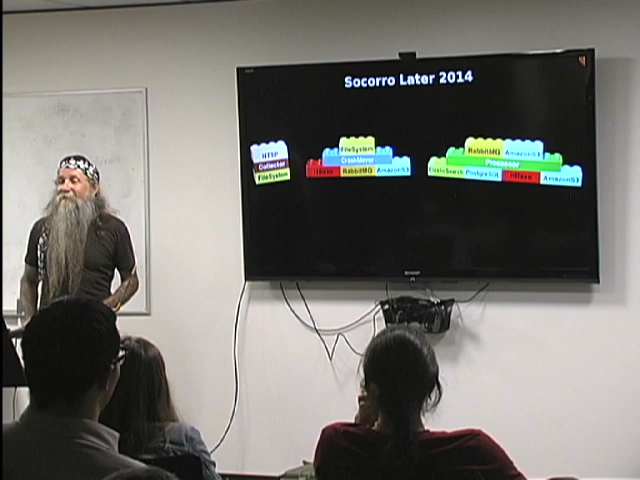 Socorro Later 2014
HTTP
Collector
FileSystem
FileSystem
CrashMover
HBase RabbitMQ AmazonS3
RabbitMQ AmazonS3
Processor
ElasticSearch PostgreSQL HBase AmazonS3
SHARP